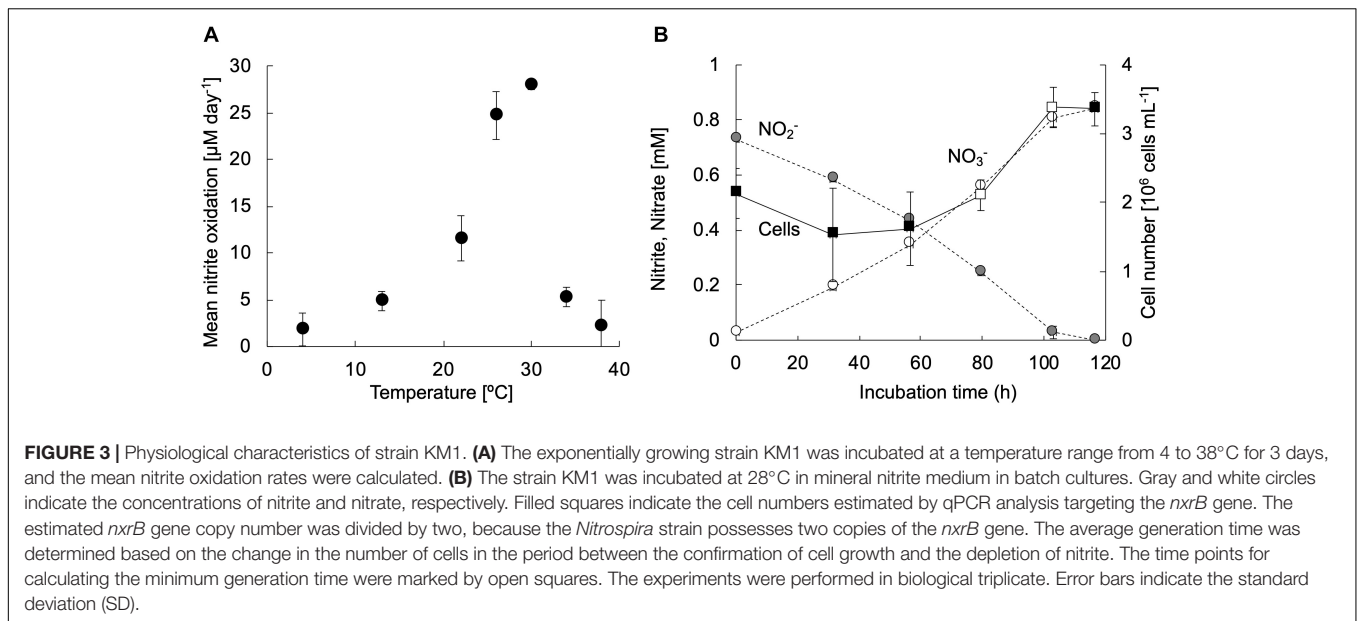 A
B
30
25
20
15
10
5
0
0
10
20
30
40
Mean nitrite oxidation [µM day-1]
Temperature [ºC]
1
0.8
0.6
0.4
0.2
0
4
3
2
1
0
0
20
40
60
80
100
120
NO2-
NO3-
Cells
Nitrite, Nitrate [mM]
Cell number [10^6 cells mL-1]
Incubation time (h)
FIGURE 3 | Physiological characteristics of strain KM1. (A) The exponentially growing strain KM1 was incubated at a temperature range from 4 to 38°C for 3 days,
and the mean nitrite oxidation rates were calculated. (B) The strain KM1 was incubated at 28°C in mineral nitrite medium in batch cultures. Gray and white circles
indicate the concentrations of nitrite and nitrate, respectively. Filled squares indicate the cell numbers estimated by qPCR analysis targeting the nxrB gene. The
estimated nxrB gene copy number was divided by two, because the Nitrospira strain possesses two copies of the nxrB gene. The average generation time was
determined based on the change in the number of cells in the period between the confirmation of cell growth and the depletion of nitrite. The time points for
calculating the minimum generation time were marked by open squares. The experiments were performed in biological triplicate. Error bars indicate the standard
deviation (SD).